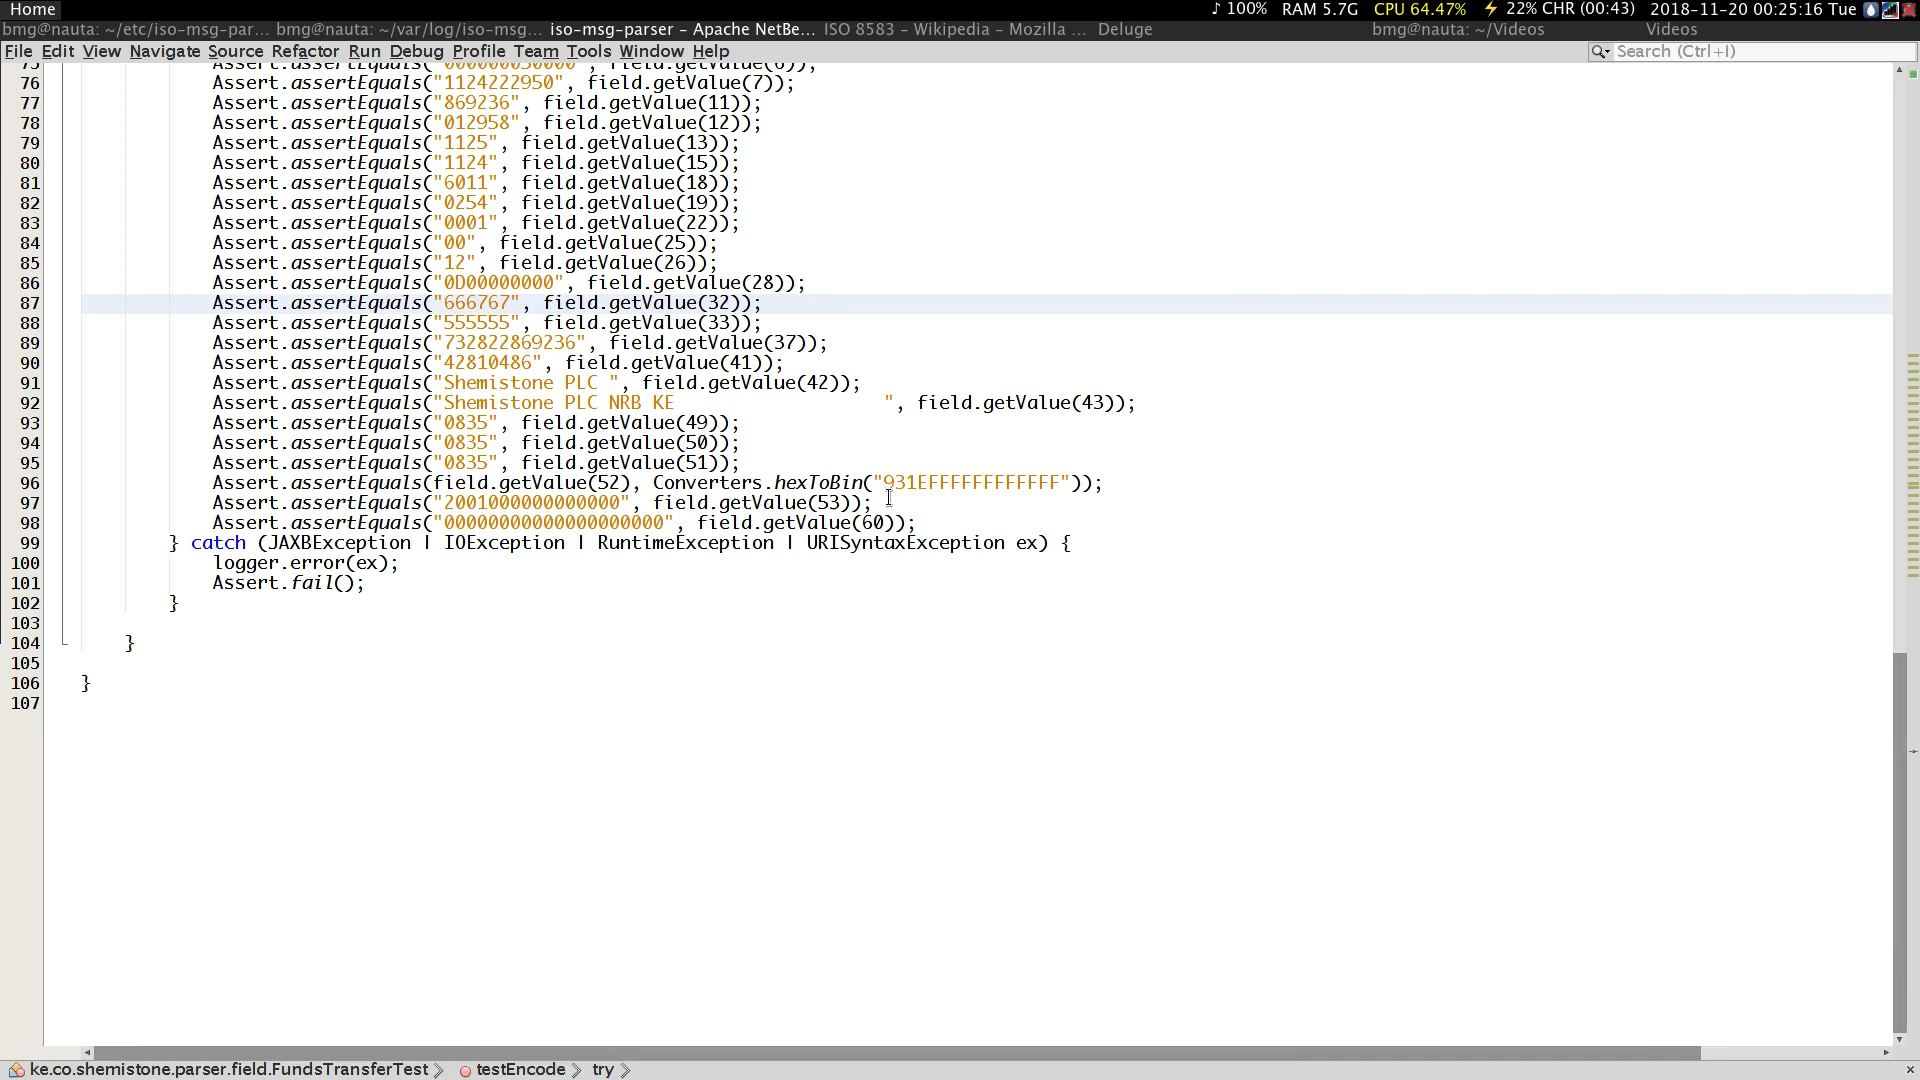 Home
♪ 100% RAM 5.7G CPU 64.47% ⚡ 22% CHR (00:43) 2018-11-20 00:25:16 Tue
bmg@nauta: ~/etc/iso-msg-par... bmg@nauta: ~/var/log/iso-msg... iso-msg-parser – Apache NetBe... ISO 8583 – Wikipedia – Mozilla ... Deluge bmg@nauta: ~/Videos Videos
File Edit View Navigate Source Refactor Run Debug Profile Team Tools Window Help Search (Ctrl+I)
75 Assert.assertEquals("000000030000", field.getValue(6));
76 Assert.assertEquals("1124222950", field.getValue(7));
77 Assert.assertEquals("869236", field.getValue(11));
78 Assert.assertEquals("012958", field.getValue(12));
79 Assert.assertEquals("1125", field.getValue(13));
80 Assert.assertEquals("1124", field.getValue(15));
81 Assert.assertEquals("6011", field.getValue(18));
82 Assert.assertEquals("0254", field.getValue(19));
83 Assert.assertEquals("0001", field.getValue(22));
84 Assert.assertEquals("00", field.getValue(25));
85 Assert.assertEquals("12", field.getValue(26));
86 Assert.assertEquals("0D00000000", field.getValue(28));
87 Assert.assertEquals("666767", field.getValue(32));
88 Assert.assertEquals("555555", field.getValue(33));
89 Assert.assertEquals("732822869236", field.getValue(37));
90 Assert.assertEquals("42810486", field.getValue(41));
91 Assert.assertEquals("Shemistone PLC ", field.getValue(42));
92 Assert.assertEquals("Shemistone PLC NRB KE                   ", field.getValue(43));
93 Assert.assertEquals("0835", field.getValue(49));
94 Assert.assertEquals("0835", field.getValue(50));
95 Assert.assertEquals("0835", field.getValue(51));
96 Assert.assertEquals(field.getValue(52), Converters.hexToBin("931EFFFFFFFFFFFF"));
97 Assert.assertEquals("2001000000000000", field.getValue(53));
98 Assert.assertEquals("00000000000000000000", field.getValue(60));
99 } catch (JAXBException | IOException | RuntimeException | URISyntaxException ex) {
100 logger.error(ex);
101 Assert.fail();
102 }
103
104 }
105
106 }
107
ke.co.shemistone.parser.field.FundsTransferTest testEncode try